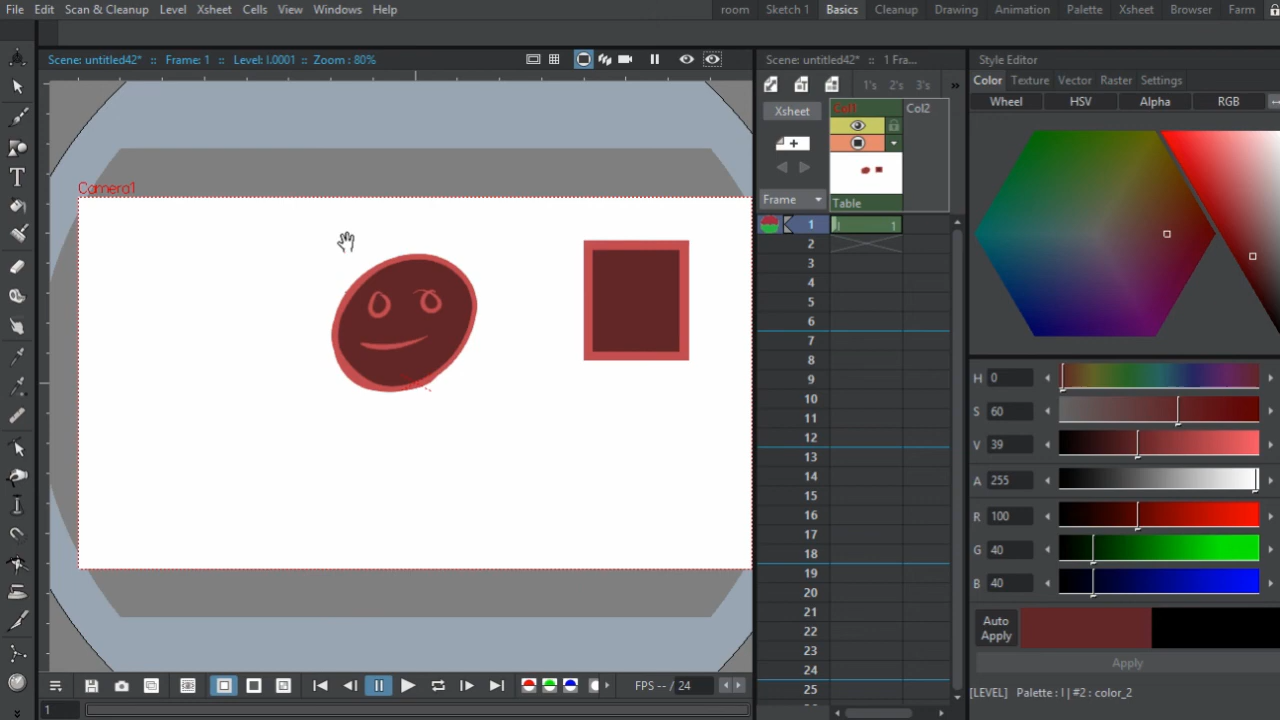 File Edit Scan & Cleanup Level Xsheet Cells View Windows Help room Sketch 1 Basics Cleanup Drawing Animation Palette Xsheet Browser Farm
Scene: untitled42* :: Frame: 1 :: Level: I.0001 :: Zoom : 80%
Scene: untitled42* :: 1 Fra...
Style Editor
Color Texture Vector Raster Settings
1's 2's 3's »
Wheel HSV Alpha RGB
Xsheet
Col1 Col2
Camera1
Frame
Table
1 I 1
2
3
4
5
6
7
8
9
10
11
12
13
14
15
16
17
18
19
20
21
22
23
24
25
H 0
S 60
V 39
A 255
R 100
G 40
B 40
Auto
Apply
Apply
FPS -- / 24
[LEVEL] Palette : I | #2 : color_2
1